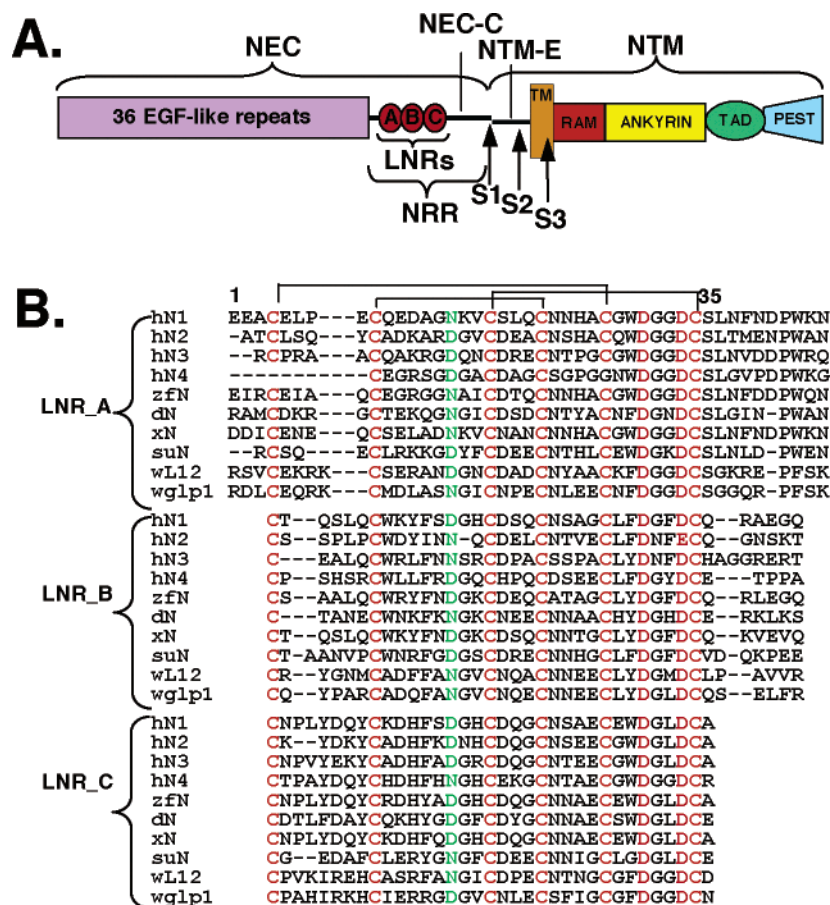 A.
NEC
NEC-C
NTM-E
NTM
36 EGF-like repeats
A B C
TM
RAM
ANKYRIN
TAD
PEST
LNRs
NRR
S1
S2
S3
B.
1 35
LNR_A
hN1 EEACELP---ECQEDAGNKVCSLQCNNHACGWDGGDCSLNFNDPWKN
hN2 -ATCLSQ---YCADKARDGVCDEACNSHACQWDGGDCSLTMENPWAN
hN3 --RCPRA---ACQAKRGDQNCDRECNTPGCGWDGGDCSLNVDDPWRQ
hN4 -----------CEGRSGDGACDAGCSGPGGNWDGGDCSLGVPDPWKG
zfN EIRCEIA---QCEGRGGNAICDTQCNNHACGWDGGDCSLNFDDPWQN
dN RAMCDKR---GCTEKQGNGICDSDCNTYACNFDGNDCSLGIN-PWAN
xN DDICENE---QCSELADNKVCNANCNNHACGWDGGDCSLNFNDPWKN
suN --RCSQ----ECLRKKGDYFCDEECNTHLCEWDGKDCSLNLD-PWEN
wL12 RSVCEKRK---CSERANDGNCDADCNYAACKFDGGDCSGKRE-PFSK
wglp1 RDLCEQRK---CMDLASNGICNPECNLEECNFDGGDCSGGQR-PFSK
LNR_B
hN1 CT--QSLQCWKYFSDGHCDSQCNSAGCLFDGFDCQ--RAEGQ
hN2 CS--SPLPCWDYINN-QCDELCNTVECLFDNFECQ--GNSKT
hN3 C---EALQCWRLFNNSRCDPACSSPACLYDNFDCHAGGRERT
hN4 CP--SHSRCWLLFRDGQCHPQCDSEECLFDGYDCE---TPPA
zfN CS--AALQCWRYFNDGKCDEQCATAGCLYDGFDCQ--RLEGQ
dN C---TANECWNKFKNGKCNEECNNAACHYDGHDCE--RKLKS
xN CT--QSLQCWKYFNDGKCDSQCNNTGCLYDGFDCQ--KVEVQ
suN CT-AANVPCWNRFGDGSCDRECNNHGCLFDGFDCVD-QKPEE
wL12 CR--YGNMCADFFANGVCNQACNNEECLYDGMDCLP--AVVR
wglp1 CQ--YPARCADQFANGVCNQECNNEECLYDGLDCQS--ELFR
LNR_C
hN1 CNPLYDQYCKDHFSDGHCDQGCNSAECEWDGLDCA
hN2 CK--YDKYCADHFKDNHCDQGCNSEECGWDGLDCA
hN3 CNPVYEKYCADHFADGRCDQGCNTEECGWDGLDCA
hN4 CTPAYDQYCHDHFHNGHCEKGCNTAECGWDGGDCR
zfN CNPLYDQYCRDHYADGHCDQGCNNAECEWDGLDCA
dN CDTLFDAYCQKHYGDGFCDYGCNNAECSWDGLDCA
xN CNPLYDQYCKDHFQDGHCDQGCNNAECEWDGLDCA
suN CG--EDAFCLERYGNGFCDEECNNIGCLGDGLDCE
wL12 CPVKIREHCASRFANGICDPECNTNGCGFDGGDCD
wglp1 CPAHIRKHCIERRGDGVCNLECSFIGCGFDGGDCN